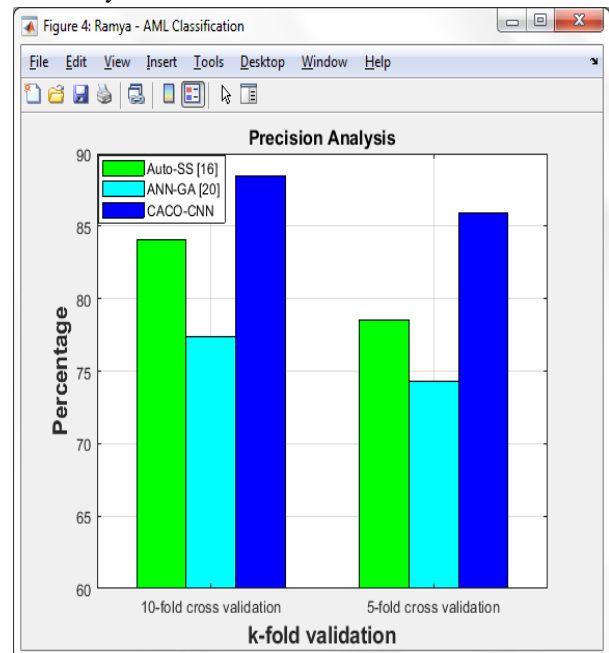 Figure 4: Ramya - AML Classification
File Edit View Insert Tools Desktop Window Help
Precision Analysis
Auto-SS [16]
ANN-GA [20]
CACO-CNN
90
85
80
75
70
65
60
Percentage
10-fold cross validation 5-fold cross validation
k-fold validation